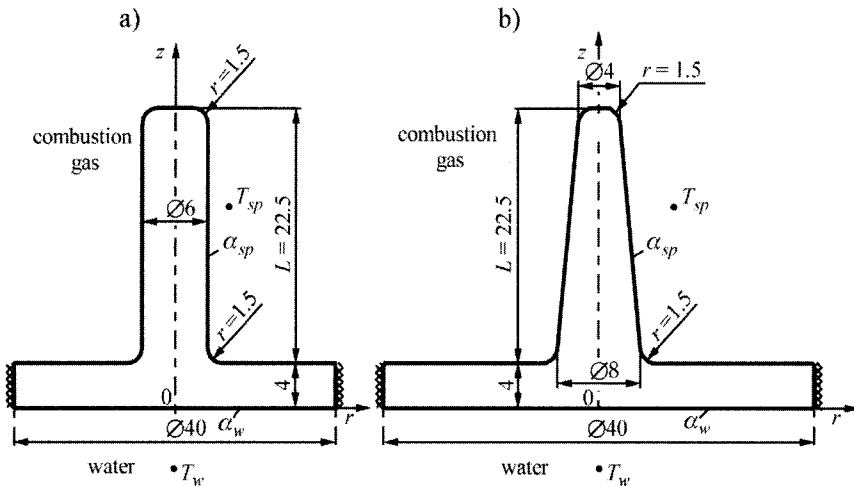 a)
z
r = 1.5
combustion
gas
T_sp
Ø6
α_sp
L = 22.5
r = 1.5
4
0
r
α_w
Ø40
water
T_w
b)
z
Ø4
r = 1.5
combustion
gas
T_sp
L = 22.5
α_sp
r = 1.5
4
Ø8
0
r
α_w
Ø40
water
T_w